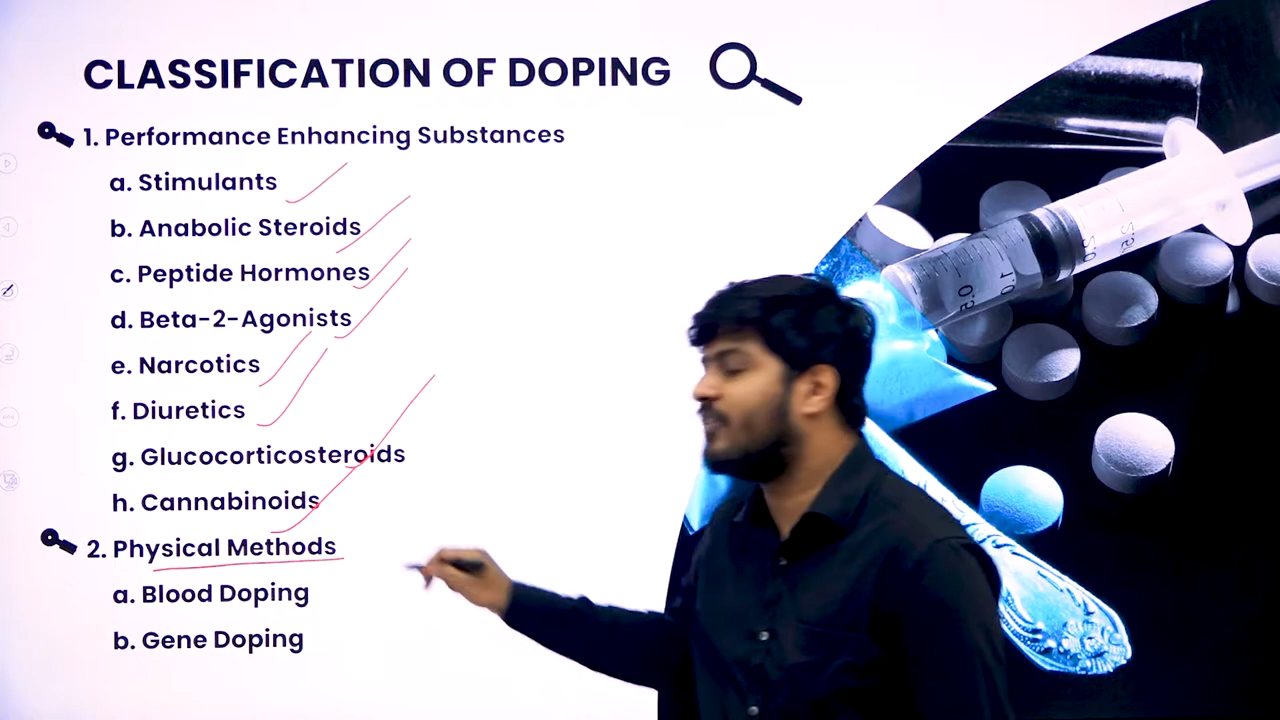 CLASSIFICATION OF DOPING
1. Performance Enhancing Substances
a. Stimulants
b. Anabolic Steroids
c. Peptide Hormones
d. Beta-2-Agonists
e. Narcotics
f. Diuretics
g. Glucocorticosteroids
h. Cannabinoids
2. Physical Methods
a. Blood Doping
b. Gene Doping